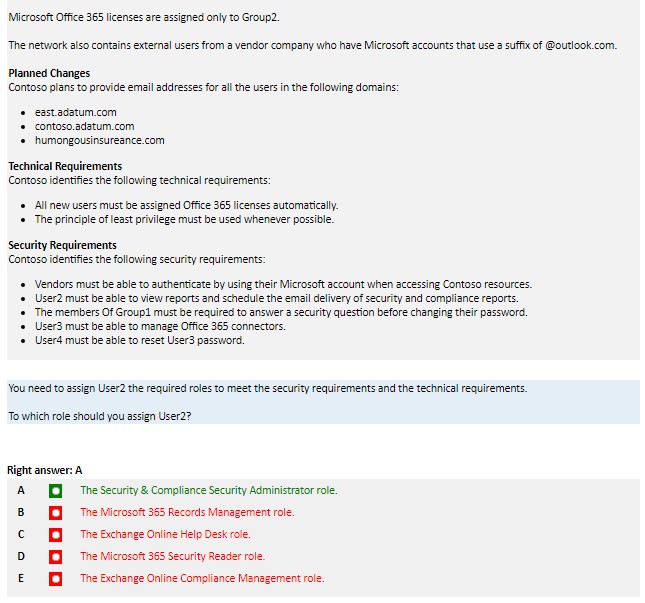 Microsoft Office 365 licenses are assigned only to Group2.
The network also contains external users from a vendor company who have Microsoft accounts that use a suffix of @outlook.com.
Planned Changes
Contoso plans to provide email addresses for all the users in the following domains:
• east.adatum.com
• contoso.adatum.com
• humongousinsureance.com
Technical Requirements
Contoso identifies the following technical requirements:
• All new users must be assigned Office 365 licenses automatically.
• The principle of least privilege must be used whenever possible.
Security Requirements
Contoso identifies the following security requirements:
• Vendors must be able to authenticate by using their Microsoft account when accessing Contoso resources.
• User2 must be able to view reports and schedule the email delivery of security and compliance reports.
• The members Of Group1 must be required to answer a security question before changing their password.
• User3 must be able to manage Office 365 connectors.
• User4 must be able to reset User3 password.
You need to assign User2 the required roles to meet the security requirements and the technical requirements.
To which role should you assign User2?
Right answer: A
A The Security & Compliance Security Administrator role.
B The Microsoft 365 Records Management role.
C The Exchange Online Help Desk role.
D The Microsoft 365 Security Reader role.
E The Exchange Online Compliance Management role.